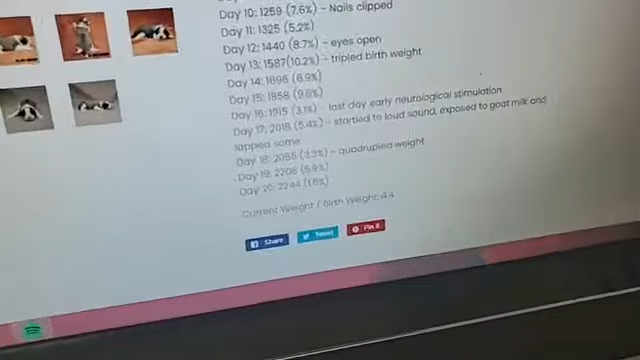 Day 10: 1259 (7.6%) - Nails clipped
Day 11: 1325 (5.2%)
Day 12: 1440 (8.7%) - eyes open
Day 13: 1587(10.2%) - tripled birth weight
Day 14: 1696 (6.9%)
Day 15: 1858 (9.6%)
Day 16: 1915 (3.1%) - last day early neurological stimulation
Day 17: 2018 (5.4%) - startled to loud sound, exposed to goat milk and
lapped some
Day 18: 2085 (3.3%) - quadrupled weight
Day 19: 2208 (5.9%)
Day 20: 2244 (1.6%)
Current Weight / Birth Weight: 4.4
Share Tweet Pin it